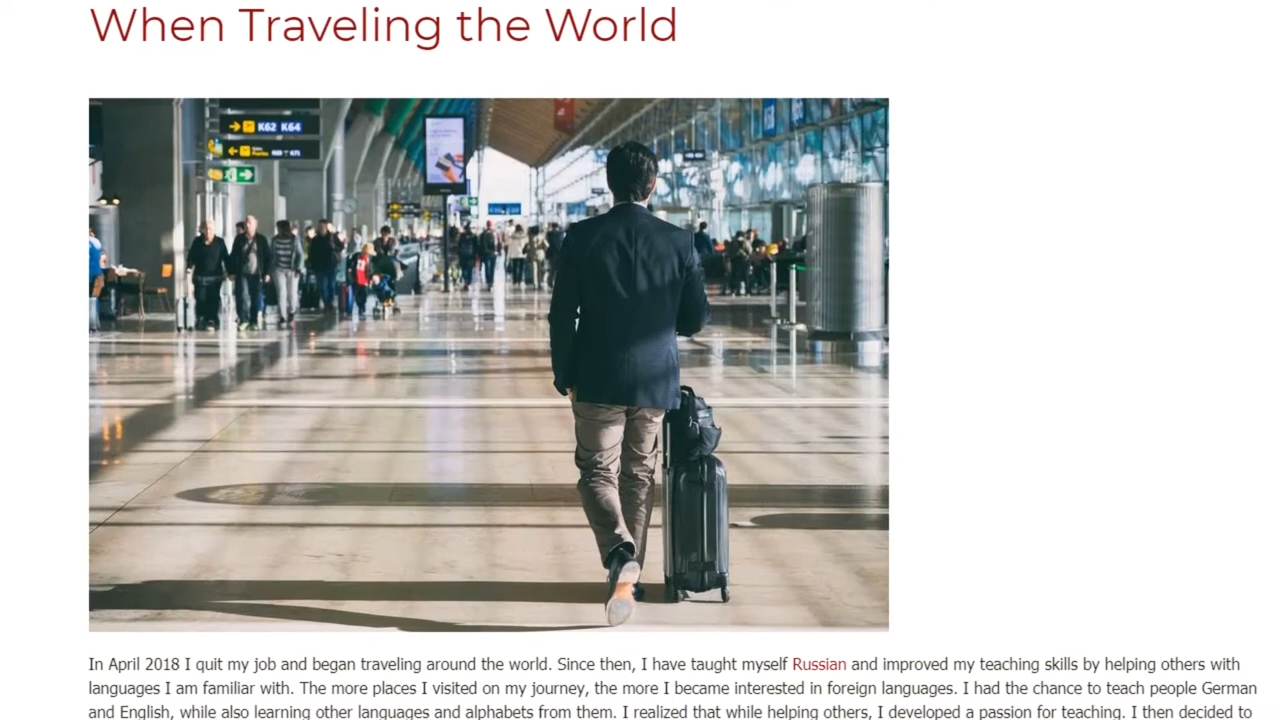 When Traveling the World
K62 K64
In April 2018 I quit my job and began traveling around the world. Since then, I have taught myself Russian and improved my teaching skills by helping others with
languages I am familiar with. The more places I visited on my journey, the more I became interested in foreign languages. I had the chance to teach people German
and English, while also learning other languages and alphabets from them. I realized that while helping others, I developed a passion for teaching. I then decided to